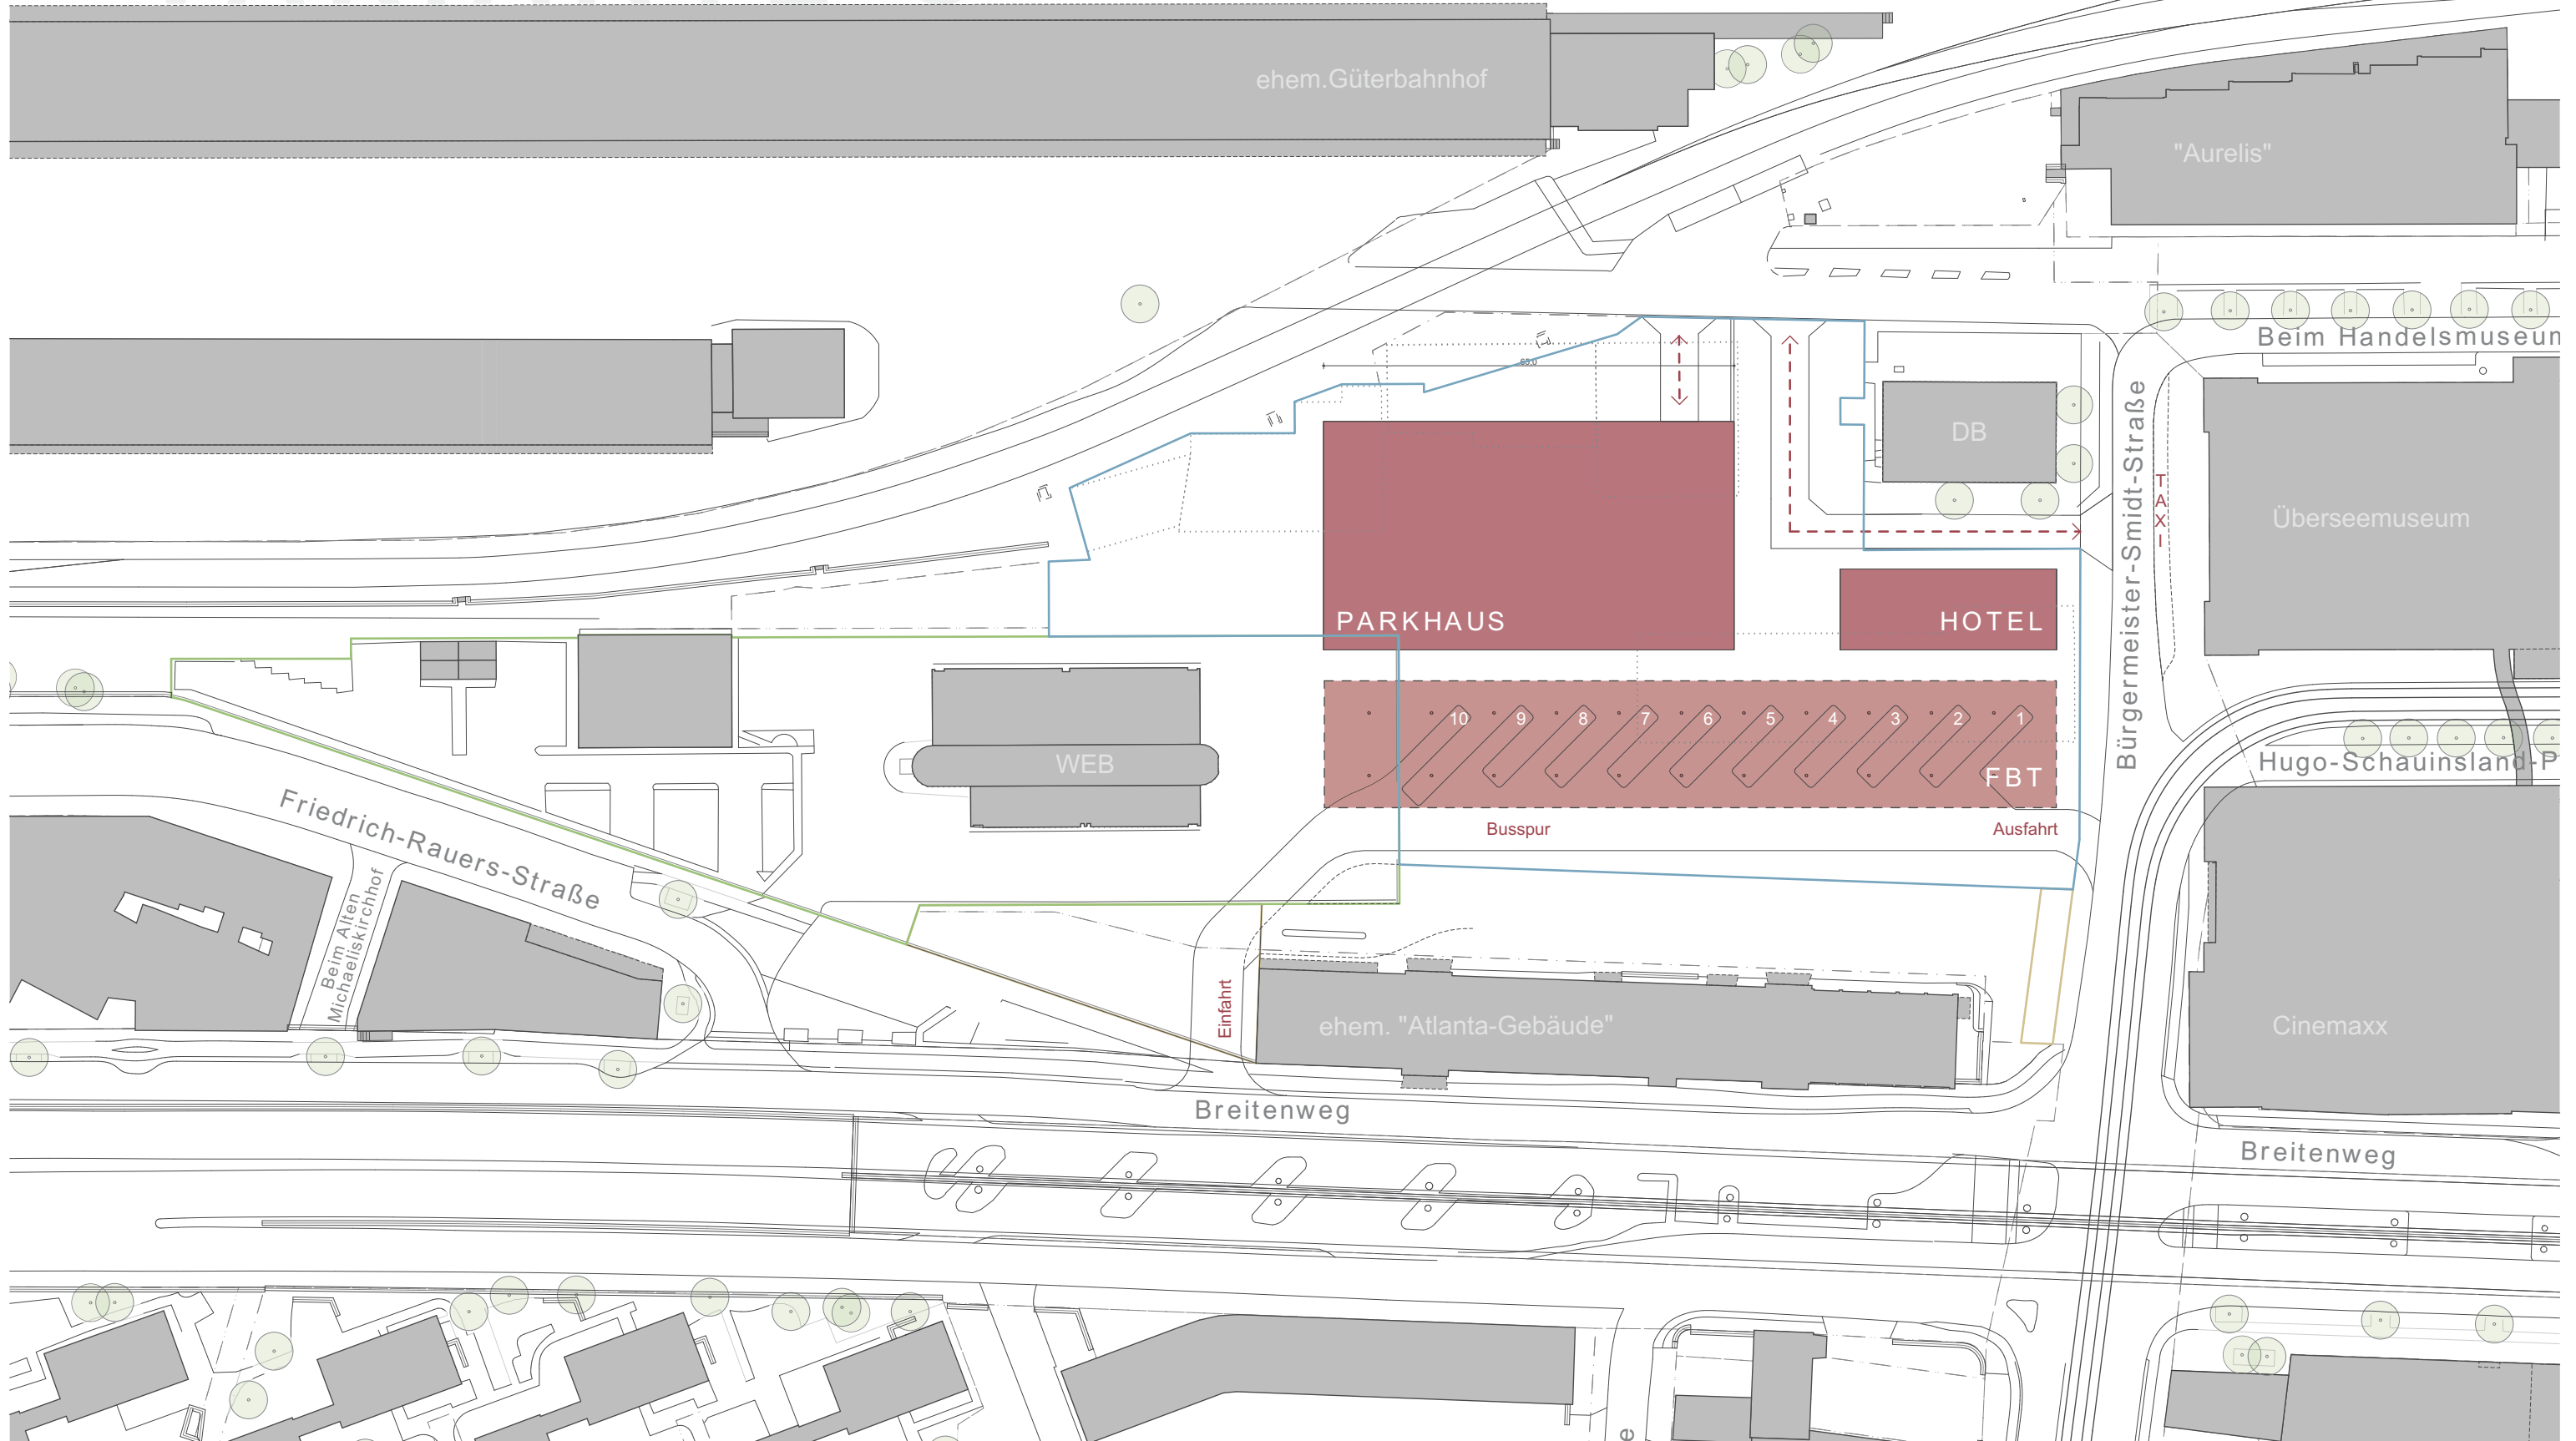 ehem.Güterbahnhof
"Aurelis"
Beim Handelsmuseum
65,0
DB
Bürgermeister-Smidt-Straße
TAXI
Überseemuseum
PARKHAUS
HOTEL
10 9 8 7 6 5 4 3 2 1
FBT
WEB
Hugo-Schauinsland-P
Busspur
Ausfahrt
Friedrich-Rauers-Straße
Beim Alten
Michaeliskirchhof
Einfahrt
ehem. "Atlanta-Gebäude"
Cinemaxx
Breitenweg
Breitenweg
e